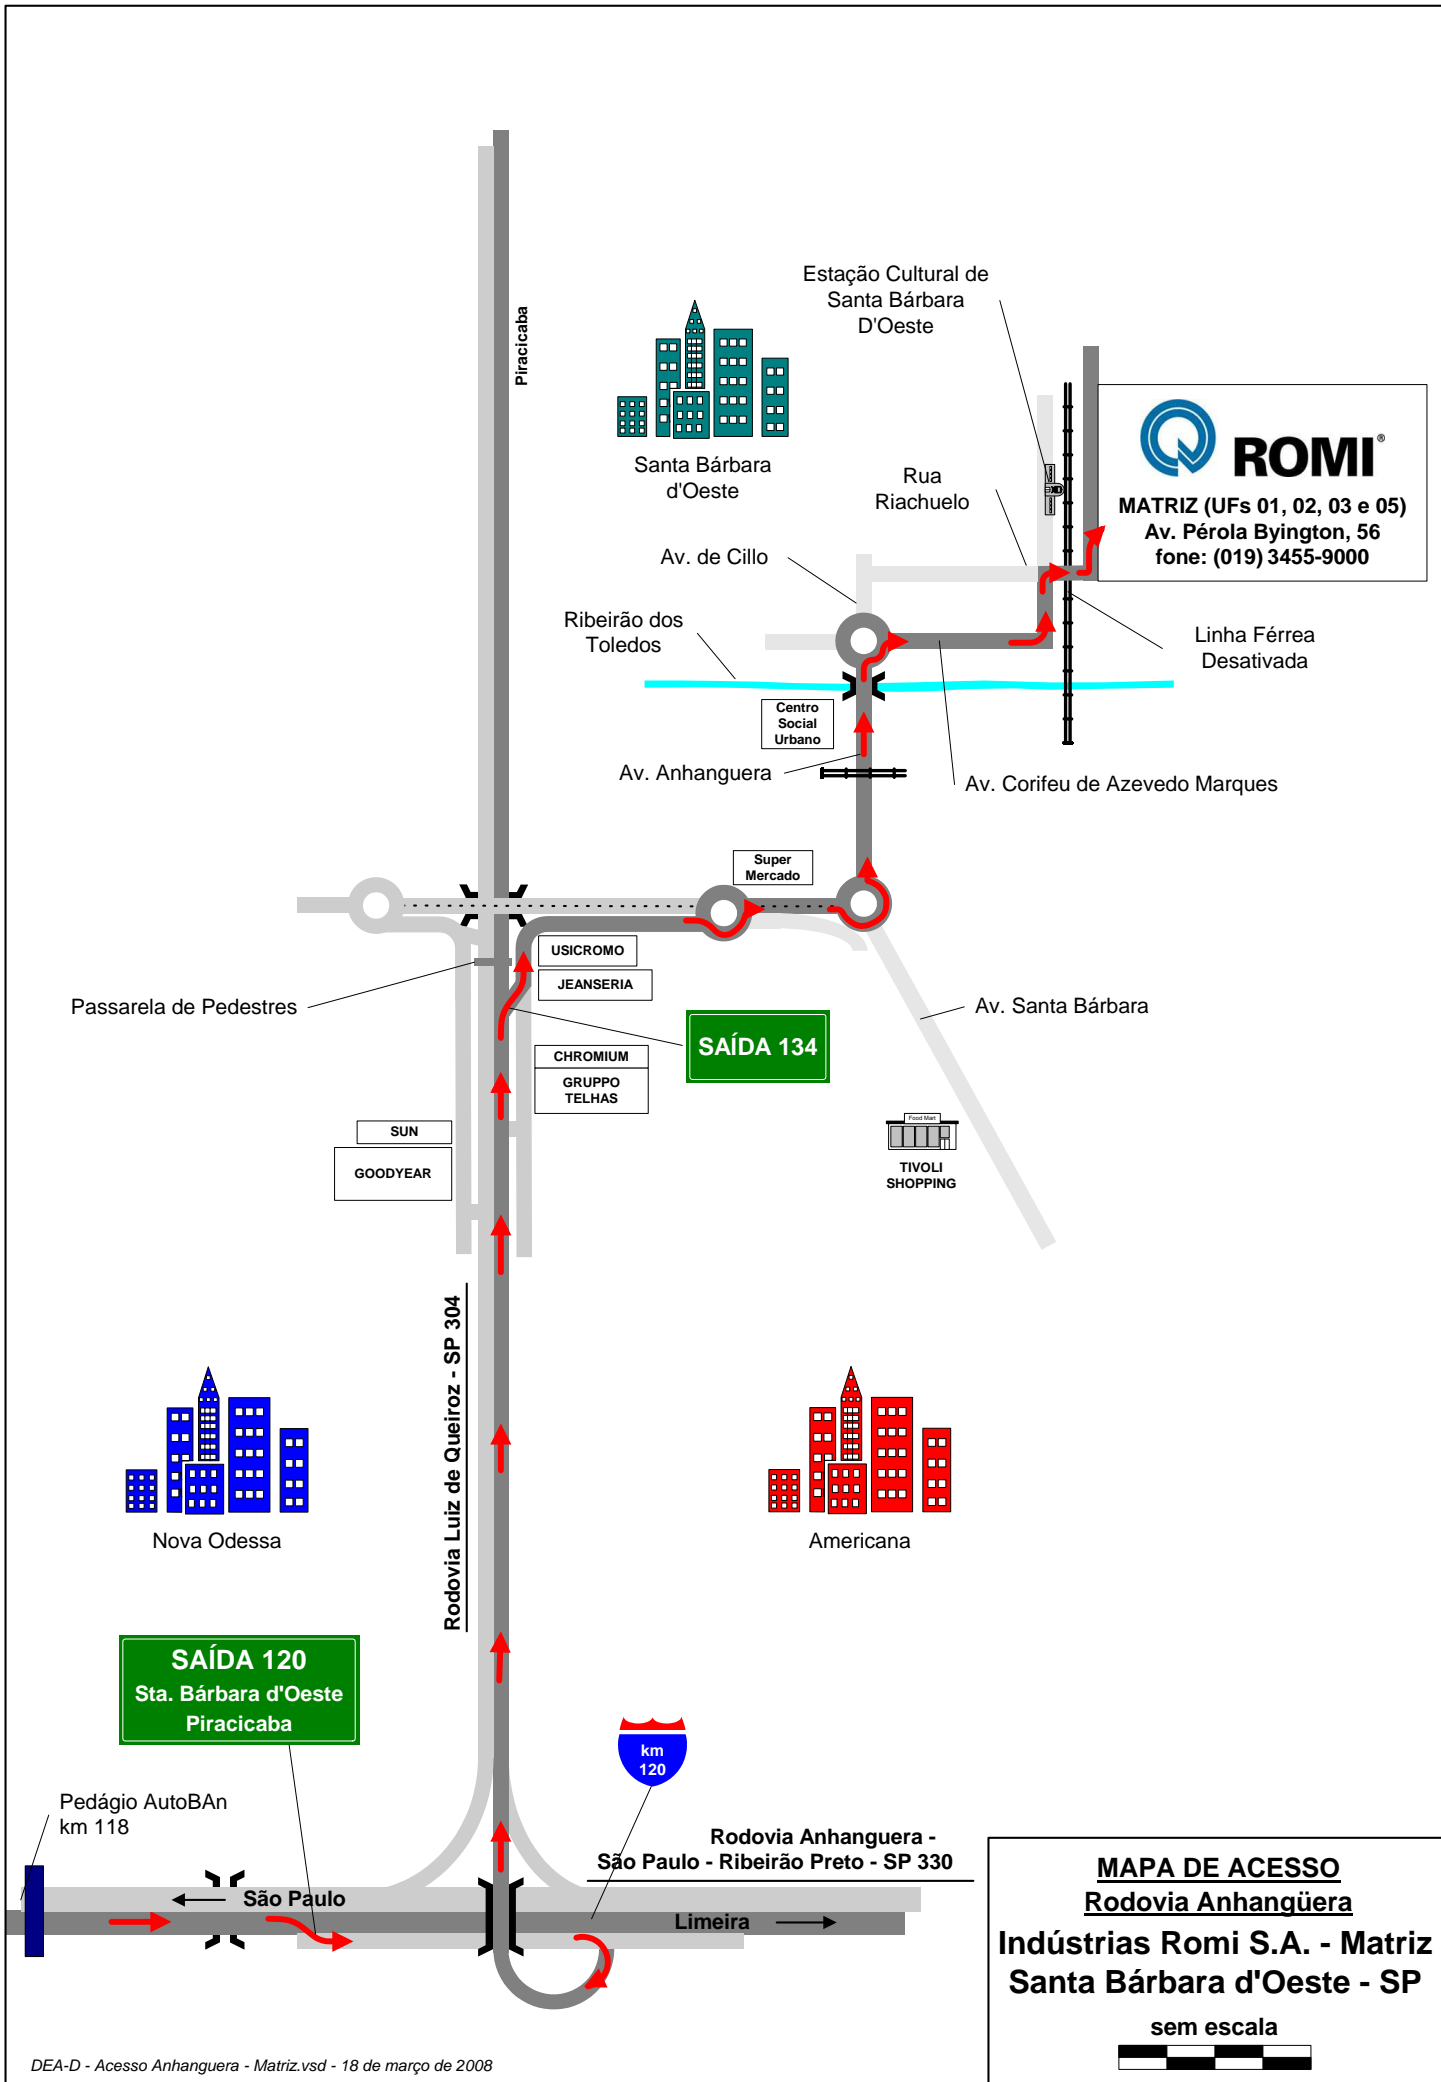 Estação Cultural de
Santa Bárbara
D'Oeste
Piracicaba
ROMI®
MATRIZ (UFs 01, 02, 03 e 05)
Av. Pérola Byington, 56
fone: (019) 3455-9000
Santa Bárbara
d'Oeste
Rua
Riachuelo
Av. de Cillo
Ribeirão dos
Toledos
Linha Férrea
Desativada
Centro
Social
Urbano
Av. Anhanguera
Av. Corifeu de Azevedo Marques
Super
Mercado
USICROMO
JEANSERIA
Passarela de Pedestres
Av. Santa Bárbara
SAÍDA 134
CHROMIUM
GRUPPO
TELHAS
SUN
GOODYEAR
Food Mart
TIVOLI
SHOPPING
Rodovia Luiz de Queiroz - SP 304
Nova Odessa
Americana
SAÍDA 120
Sta. Bárbara d'Oeste
Piracicaba
km
120
Pedágio AutoBAn
km 118
Rodovia Anhanguera -
São Paulo - Ribeirão Preto - SP 330
São Paulo
Limeira
MAPA DE ACESSO
Rodovia Anhangüera
Indústrias Romi S.A. - Matriz
Santa Bárbara d'Oeste - SP
sem escala
DEA-D - Acesso Anhanguera - Matriz.vsd - 18 de março de 2008